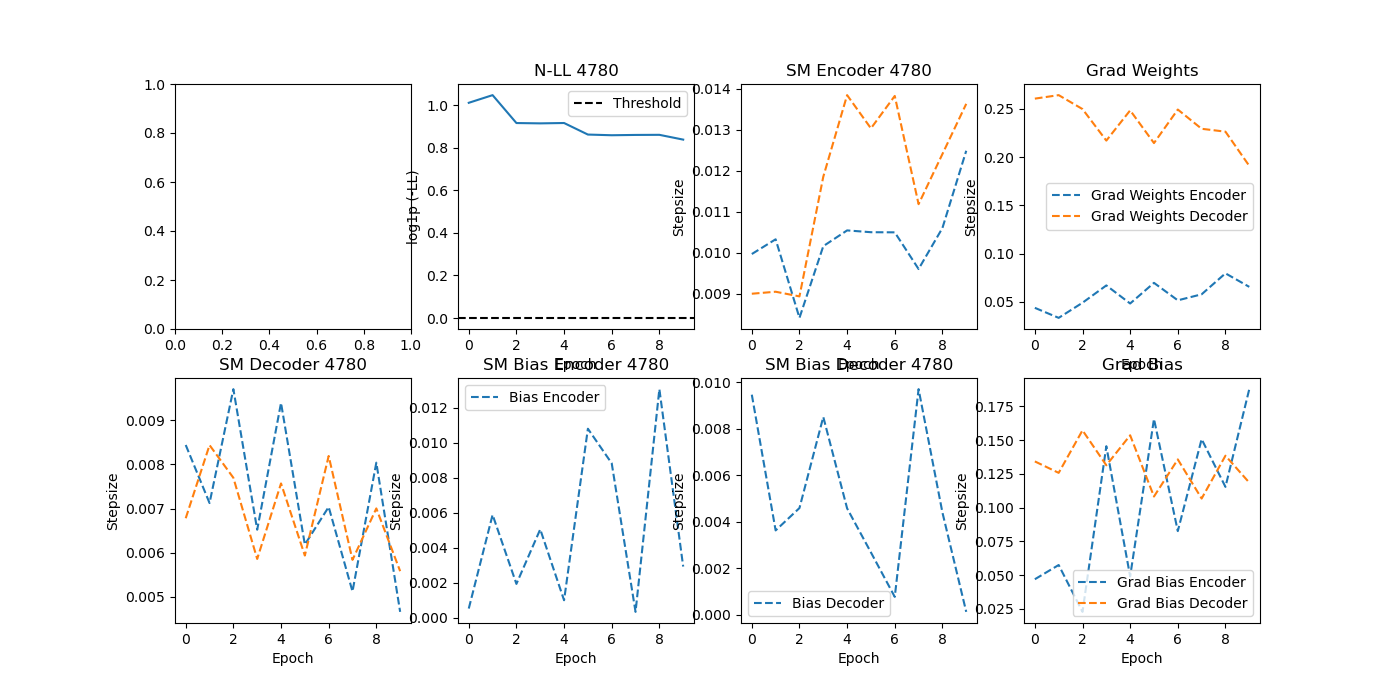 1.0
0.8
0.6
0.4
0.2
0.0
0.0 0.2 0.4 0.6 0.8 1.0
N-LL 4780
log1p (-LL)
1.0
0.8
0.6
0.4
0.2
0.0
Threshold
0 2 4 6 8
Epoch
SM Encoder 4780
Stepsize
0.014
0.013
0.012
0.011
0.010
0.009
0 2 4 6 8
Epoch
Grad Weights
Stepsize
0.25
0.20
0.15
0.10
0.05
Grad Weights Encoder
Grad Weights Decoder
0 2 4 6 8
Epoch
SM Decoder 4780
Stepsize
0.009
0.008
0.007
0.006
0.005
0 2 4 6 8
Epoch
SM Bias Encoder 4780
Stepsize
0.012
0.010
0.008
0.006
0.004
0.002
0.000
Bias Encoder
0 2 4 6 8
Epoch
SM Bias Decoder 4780
Stepsize
0.010
0.008
0.006
0.004
0.002
0.000
Bias Decoder
0 2 4 6 8
Epoch
Grad Bias
Stepsize
0.175
0.150
0.125
0.100
0.075
0.050
0.025
Grad Bias Encoder
Grad Bias Decoder
0 2 4 6 8
Epoch